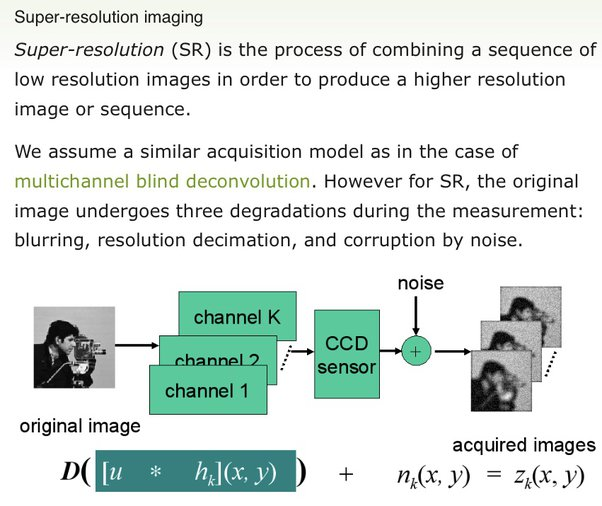 Super-resolution imaging
Super-resolution (SR) is the process of combining a sequence of
low resolution images in order to produce a higher resolution
image or sequence.
We assume a similar acquisition model as in the case of
multichannel blind deconvolution. However for SR, the original
image undergoes three degradations during the measurement:
blurring, resolution decimation, and corruption by noise.
noise
channel K
channel 2
channel 1
CCD
sensor
+
original image
acquired images
D([u * h_k](x, y)) + n_k(x, y) = z_k(x, y)